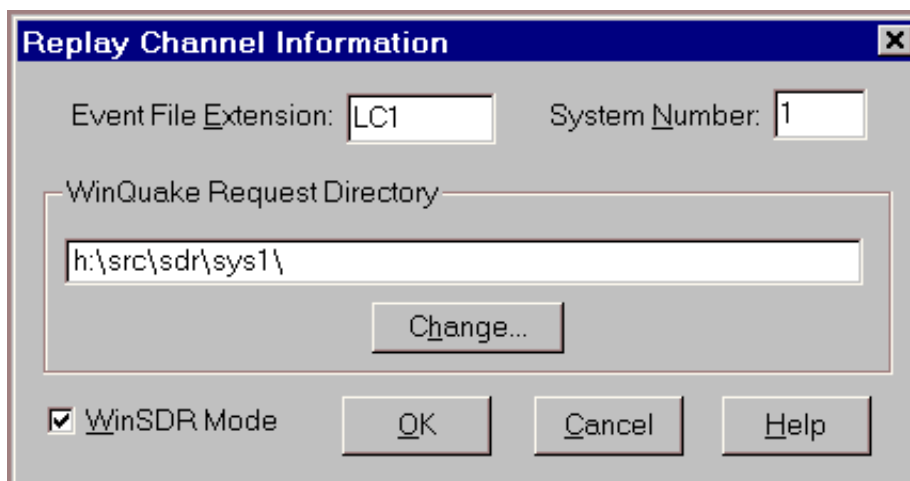 Replay Channel Information
Event File Extension: LC1 System Number: 1
WinQuake Request Directory
h:\src\sdr\sys1\
Change...
WinSDR Mode OK Cancel Help